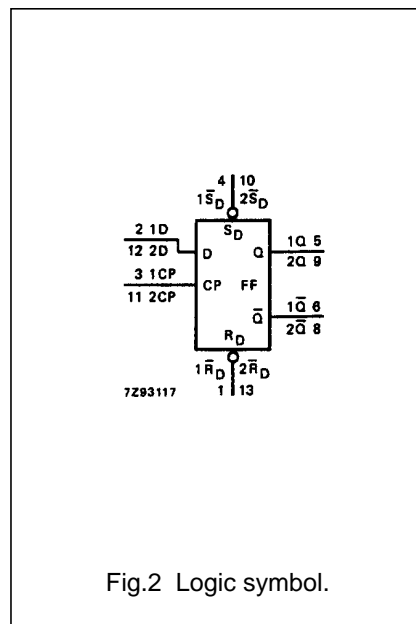 4 10
1S̅D 2S̅D
SD
2 1D
12 2D
D
Q
1Q 5
2Q 9
3 1CP
11 2CP
CP FF
Q̅
1Q̅ 6
2Q̅ 8
RD
1R̅D 2R̅D
7Z93117
1 13
Fig.2 Logic symbol.